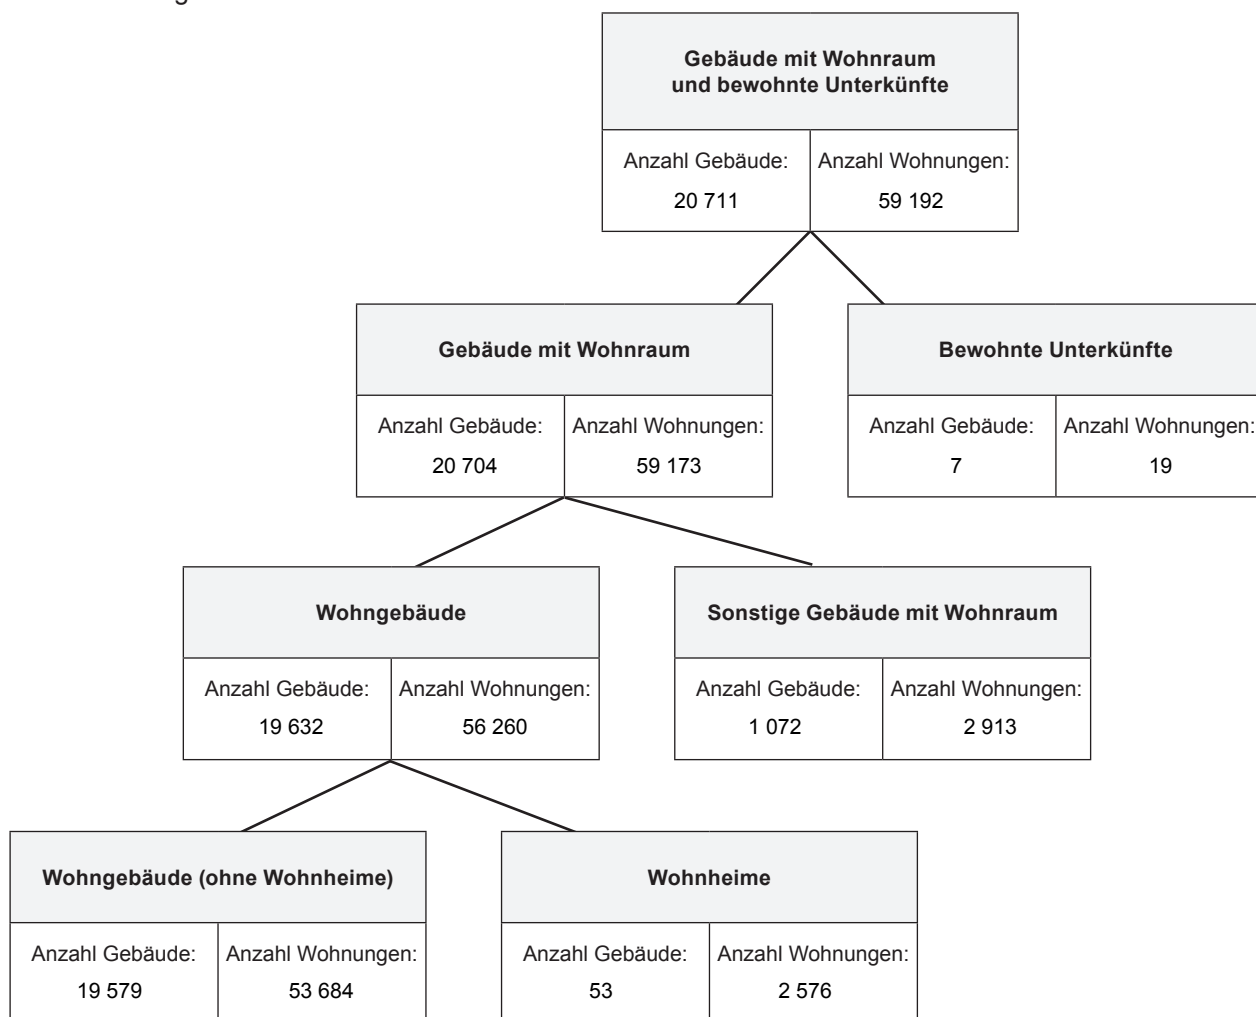 Gebäude mit Wohnraum
und bewohnte Unterkünfte
Anzahl Gebäude: Anzahl Wohnungen:
20 711 59 192
Gebäude mit Wohnraum
Anzahl Gebäude: Anzahl Wohnungen:
20 704 59 173
Bewohnte Unterkünfte
Anzahl Gebäude: Anzahl Wohnungen:
7 19
Wohngebäude
Anzahl Gebäude: Anzahl Wohnungen:
19 632 56 260
Sonstige Gebäude mit Wohnraum
Anzahl Gebäude: Anzahl Wohnungen:
1 072 2 913
Wohngebäude (ohne Wohnheime)
Anzahl Gebäude: Anzahl Wohnungen:
19 579 53 684
Wohnheime
Anzahl Gebäude: Anzahl Wohnungen:
53 2 576